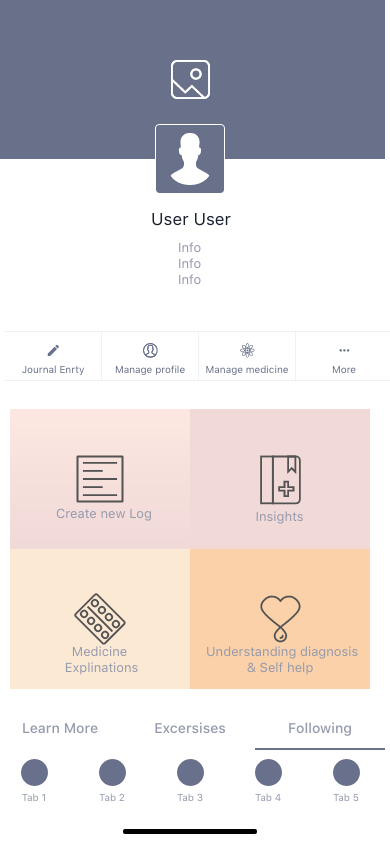 User User
Info
Info
Info
Journal Enrty
Manage profile
Manage medicine
More
Create new Log
Insights
Medicine
Explinations
Understanding diagnosis
& Self help
Learn More
Excersises
Following
Tab 1
Tab 2
Tab 3
Tab 4
Tab 5